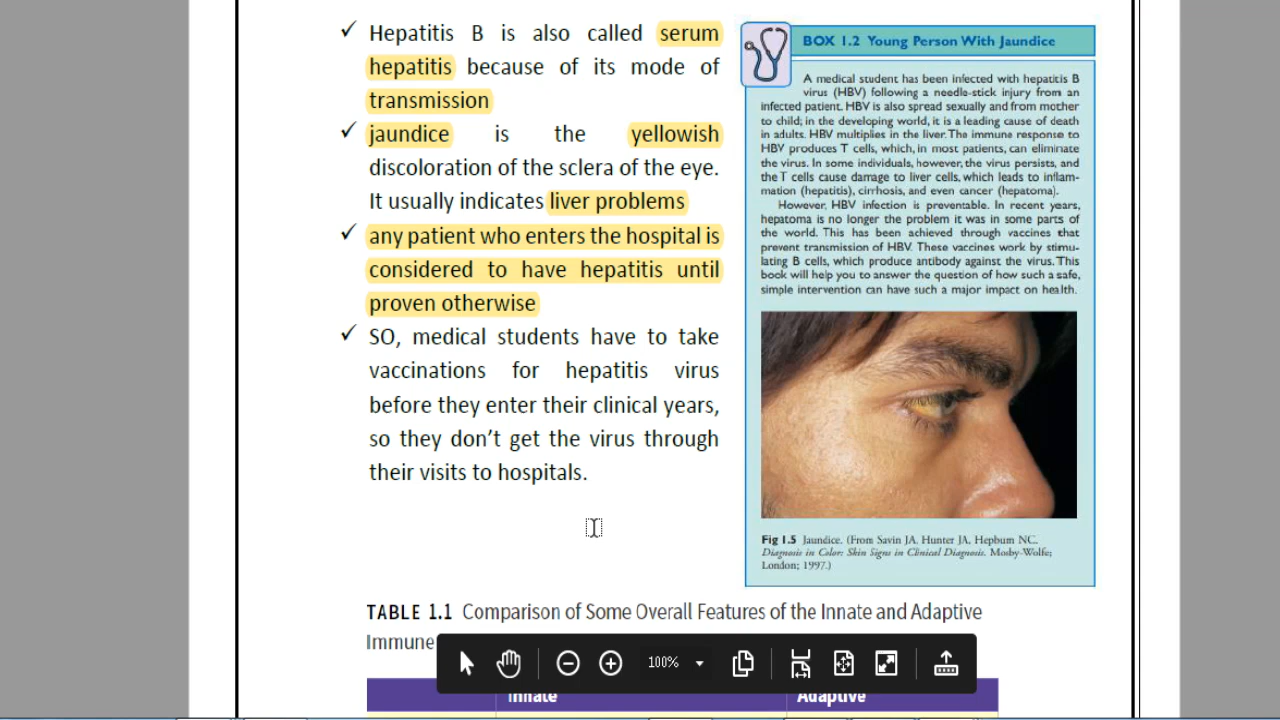 ✓ Hepatitis B is also called serum
hepatitis because of its mode of
transmission
✓ jaundice is the yellowish
discoloration of the sclera of the eye.
It usually indicates liver problems
✓ any patient who enters the hospital is
considered to have hepatitis until
proven otherwise
✓ SO, medical students have to take
vaccinations for hepatitis virus
before they enter their clinical years,
so they don’t get the virus through
their visits to hospitals.
BOX 1.2 Young Person With Jaundice
A medical student has been infected with hepatitis B
virus (HBV) following a needle-stick injury from an
infected patient. HBV is also spread sexually and from mother
to child; in the developing world, it is a leading cause of death
in adults. HBV multiplies in the liver. The immune response to
HBV produces T cells, which, in most patients, can eliminate
the virus. In some individuals, however, the virus persists, and
the T cells cause damage to liver cells, which leads to inflam-
mation (hepatitis), cirrhosis, and even cancer (hepatoma).
However, HBV infection is preventable. In recent years,
hepatoma is no longer the problem it was in some parts of
the world. This has been achieved through vaccines that
prevent transmission of HBV. These vaccines work by stimu-
lating B cells, which produce antibody against the virus. This
book will help you to answer the question of how such a safe,
simple intervention can have such a major impact on health.
Fig 1.5 Jaundice. (From Savin JA. Hunter JA, Hepburn NC.
Diagnosis in Color: Skin Signs in Clinical Diagnosis. Mosby-Wolfe;
London; 1997.)
TABLE 1.1 Comparison of Some Overall Features of the Innate and Adaptive
Immune
100%
Innate Adaptive